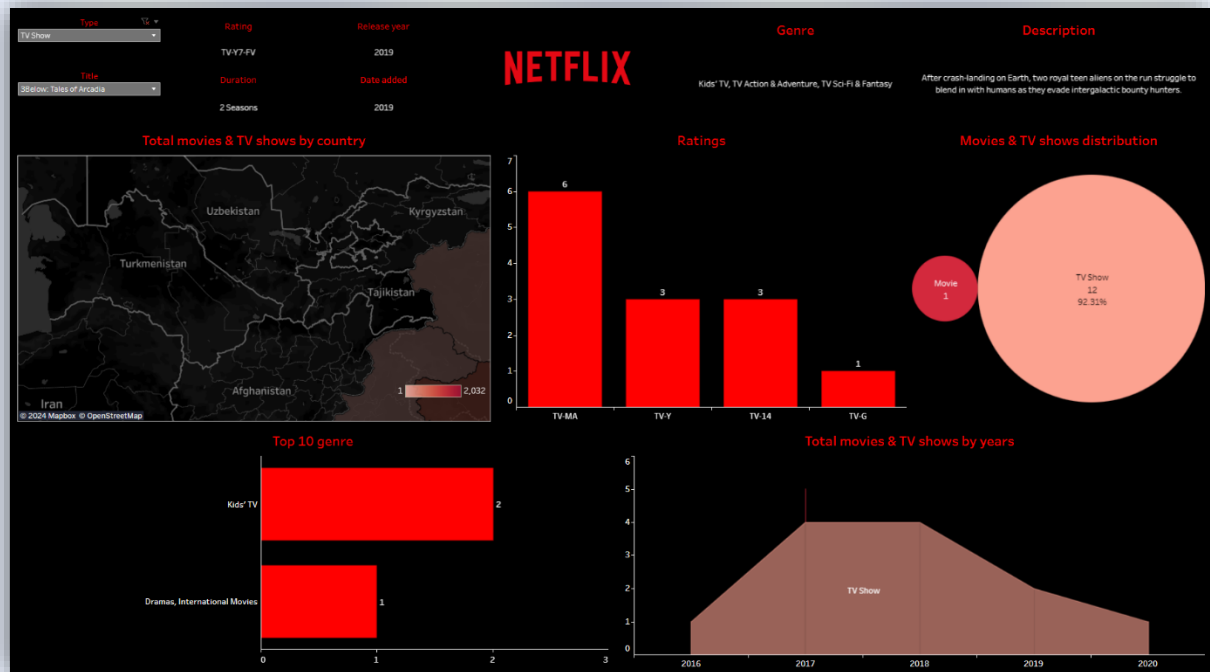 Type
TV Show
Title
3Below: Tales of Arcadia
Rating
TV-Y7-FV
Duration
2 Seasons
Release year
2019
Date added
2019
NETFLIX
Genre
Kids' TV, TV Action & Adventure, TV Sci-Fi & Fantasy
Description
After crash-landing on Earth, two royal teen aliens on the run struggle to
blend in with humans as they evade intergalactic bounty hunters.
Total movies & TV shows by country
Uzbekistan
Kyrgyzstan
Turkmenistan
Tajikistan
Afghanistan
Iran
1 2,032
© 2024 Mapbox © OpenStreetMap
Ratings
7
6
5
4
3
2
1
0
6
3
3
1
TV-MA TV-Y TV-14 TV-G
Movies & TV shows distribution
Movie
1
TV Show
12
92.31%
Top 10 genre
Kids' TV
2
Dramas, International Movies
1
0 1 2 3
Total movies & TV shows by years
6
5
4
3
2
1
0
TV Show
2016 2017 2018 2019 2020